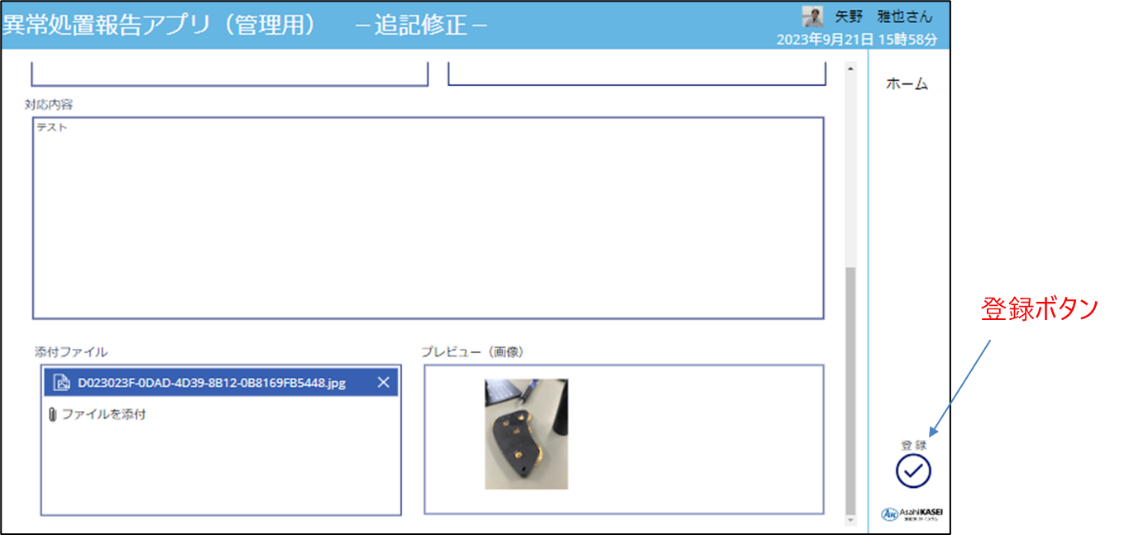 異常処置報告アプリ（管理用）　－追記修正－
矢野　雅也さん
2023年9月21日 15時58分
ホーム
対応内容
テスト
登録ボタン
添付ファイル
プレビュー（画像）
D023023F-0DAD-4D39-8B12-0B8169FB5448.jpg
ファイルを添付
登録
AsahiKASEI